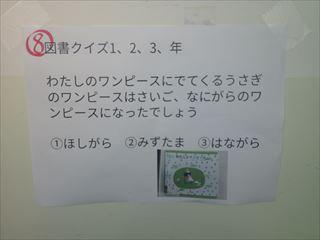 ⑧図書クイズ1、2、3、年
わたしのワンピースにでてくるうさぎ
のワンピースはさいご、なにがらのワ
ンピースになったでしょう
①ほしがら ②みずたま ③はながら